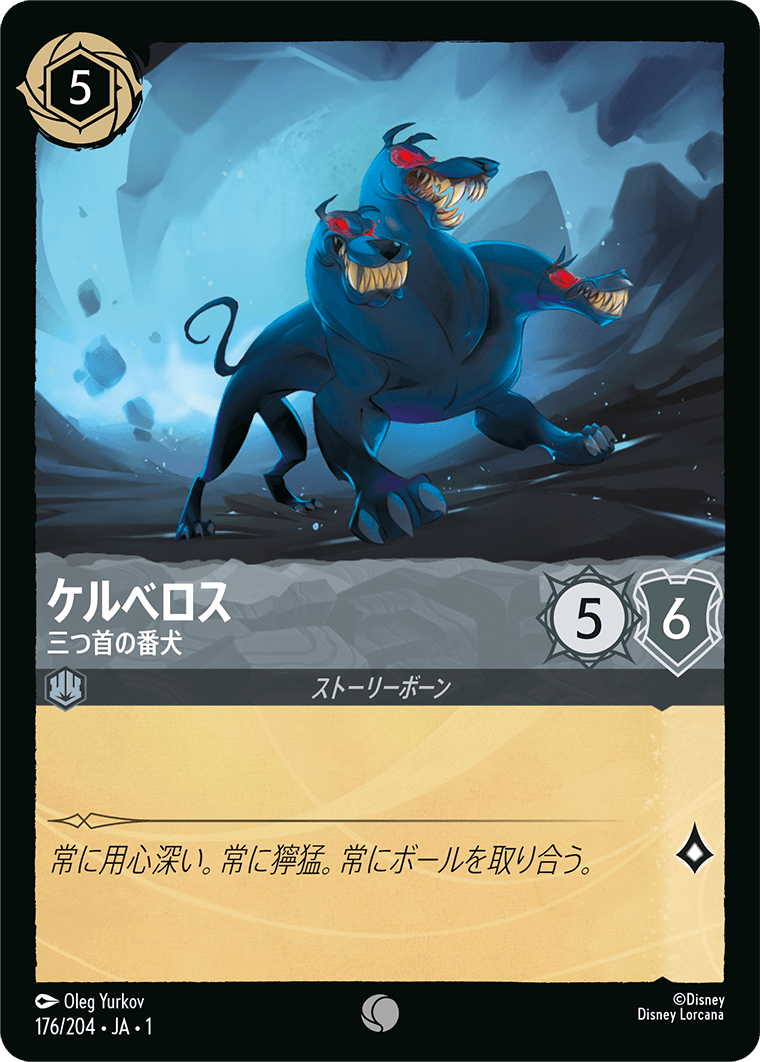 5
ケルベロス
三つ首の番犬
5
6
ストーリーボーン
常に用心深い。常に獰猛。常にボールを取り合う。
Oleg Yurkov
©Disney
176/204・JA・1
Disney Lorcana